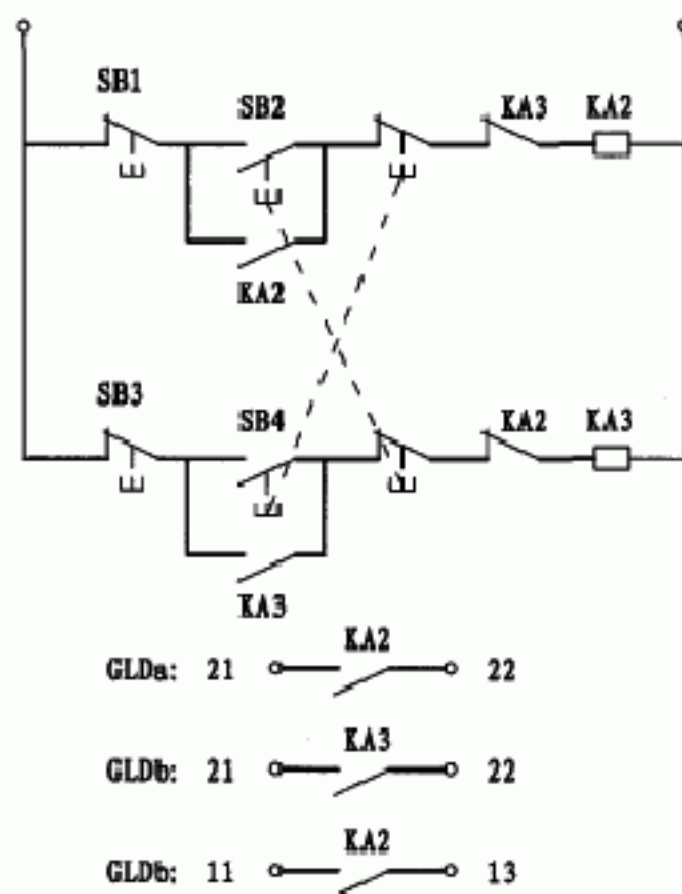 SB1 SB2 KA3 KA2
KA2
SB3 SB4 KA2 KA3
KA3
KA2
GLDa: 21 22
KA3
GLDb: 21 22
KA2
GLDb: 11 13